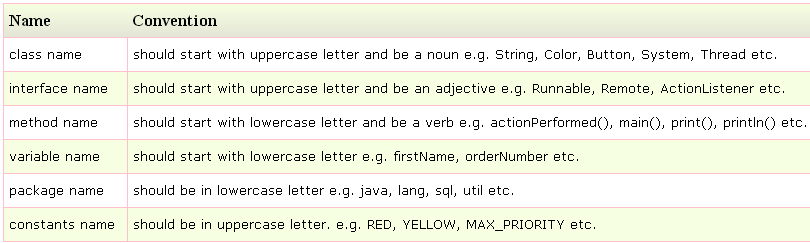 Name Convention
class name should start with uppercase letter and be a noun e.g. String, Color, Button, System, Thread etc.
interface name should start with uppercase letter and be an adjective e.g. Runnable, Remote, ActionListener etc.
method name should start with lowercase letter and be a verb e.g. actionPerformed(), main(), print(), println() etc.
variable name should start with lowercase letter e.g. firstName, orderNumber etc.
package name should be in lowercase letter e.g. java, lang, sql, util etc.
constants name should be in uppercase letter. e.g. RED, YELLOW, MAX_PRIORITY etc.